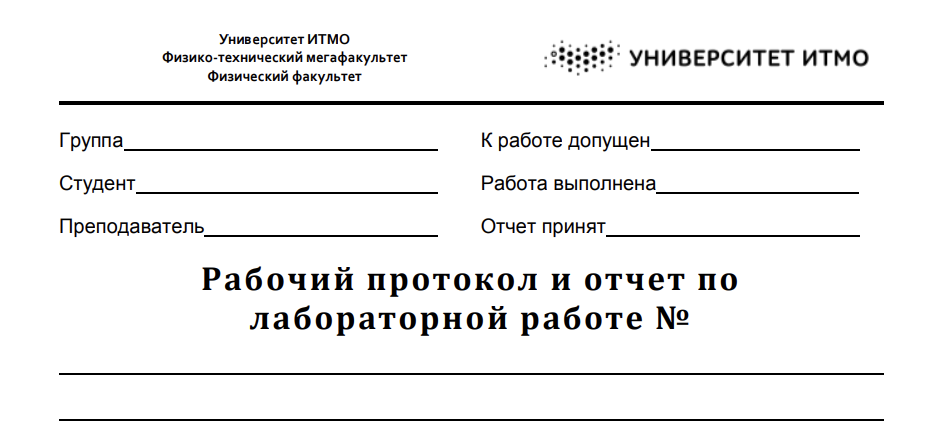 Университет ИТМО
Физико-технический мегафакультет
Физический факультет
УНИВЕРСИТЕТ ИТМО
Группа
К работе допущен
Студент
Работа выполнена
Преподаватель
Отчет принят
Рабочий протокол и отчет по
лабораторной работе №